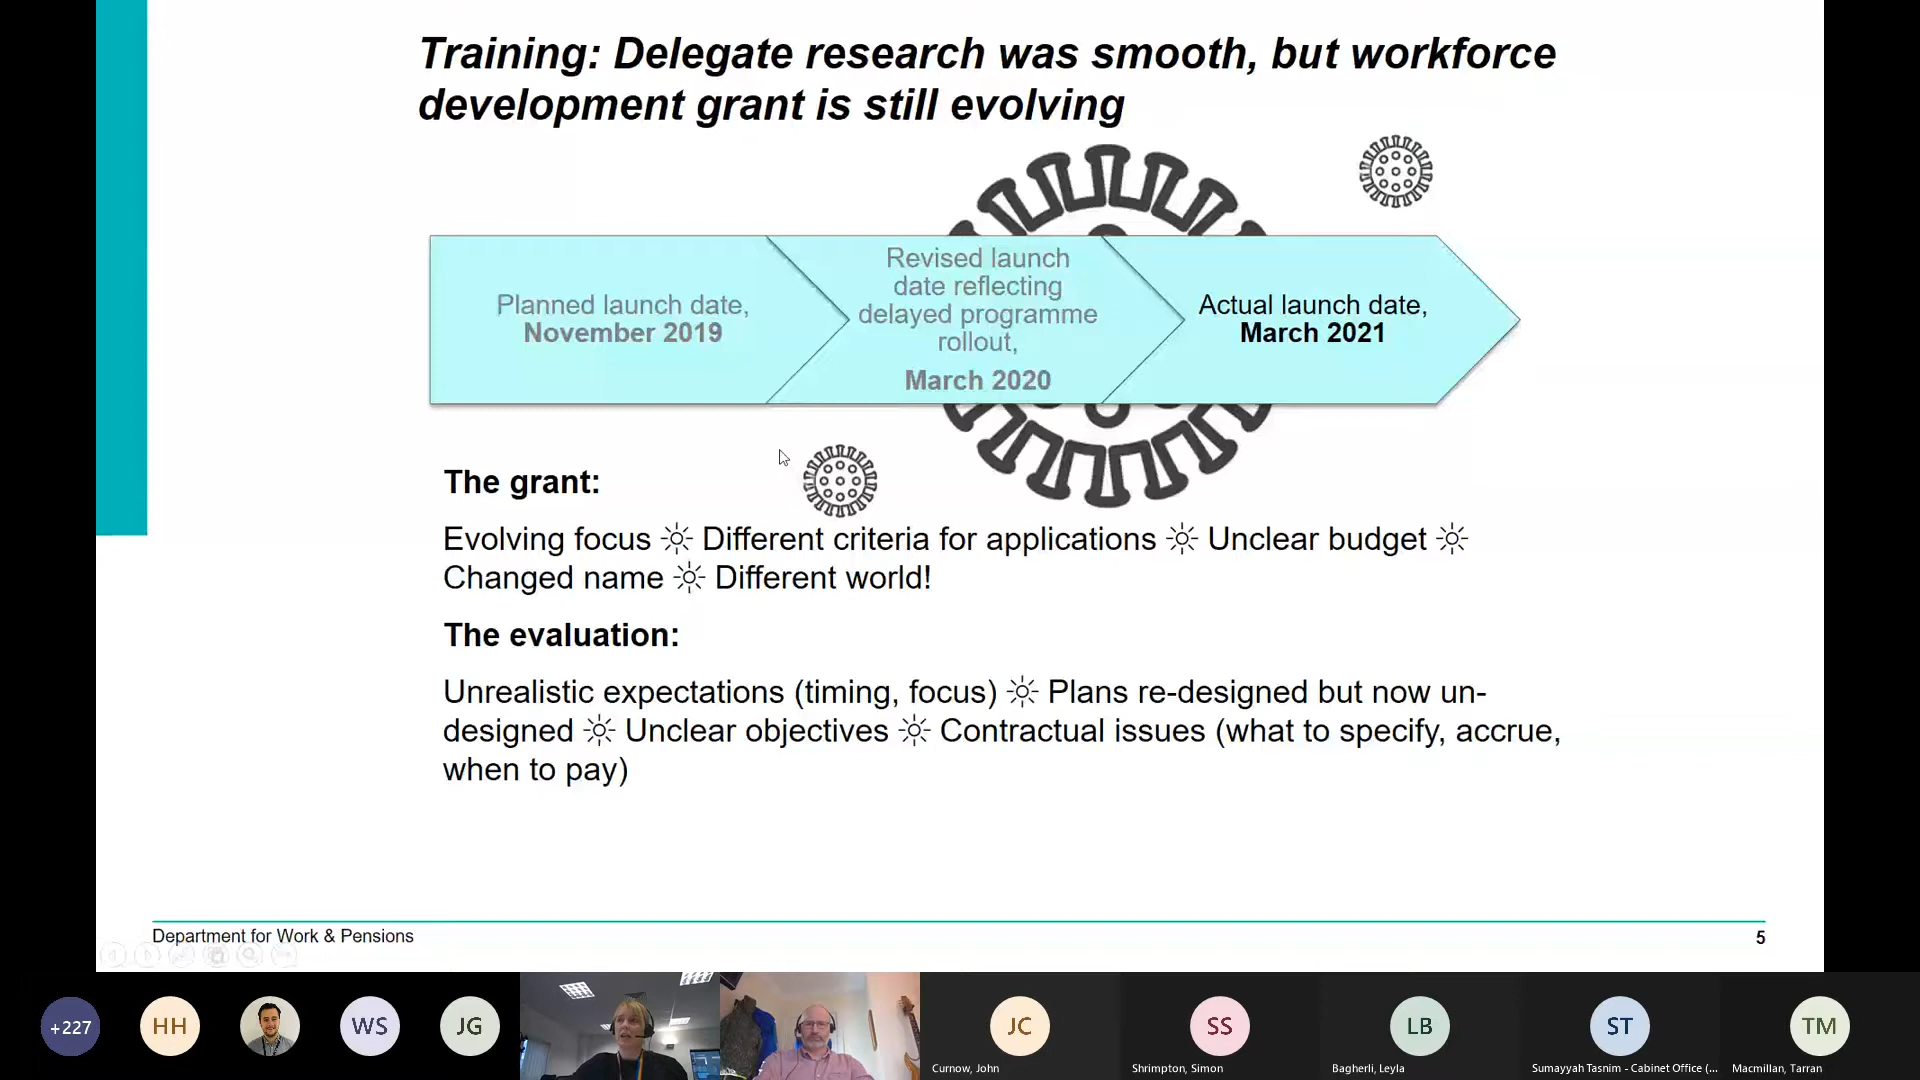 Training: Delegate research was smooth, but workforce
development grant is still evolving
Planned launch date,
November 2019
Revised launch
date reflecting
delayed programme
rollout,
March 2020
Actual launch date,
March 2021
The grant:
Evolving focus ☼ Different criteria for applications ☼ Unclear budget ☼
Changed name ☼ Different world!
The evaluation:
Unrealistic expectations (timing, focus) ☼ Plans re-designed but now un-
designed ☼ Unclear objectives ☼ Contractual issues (what to specify, accrue,
when to pay)
Department for Work & Pensions
5
+227
HH
WS
JG
JC
SS
LB
ST
TM
Curnow, John
Shrimpton, Simon
Bagherli, Leyla
Sumayyah Tasnim - Cabinet Office (...
Macmillan, Tarran